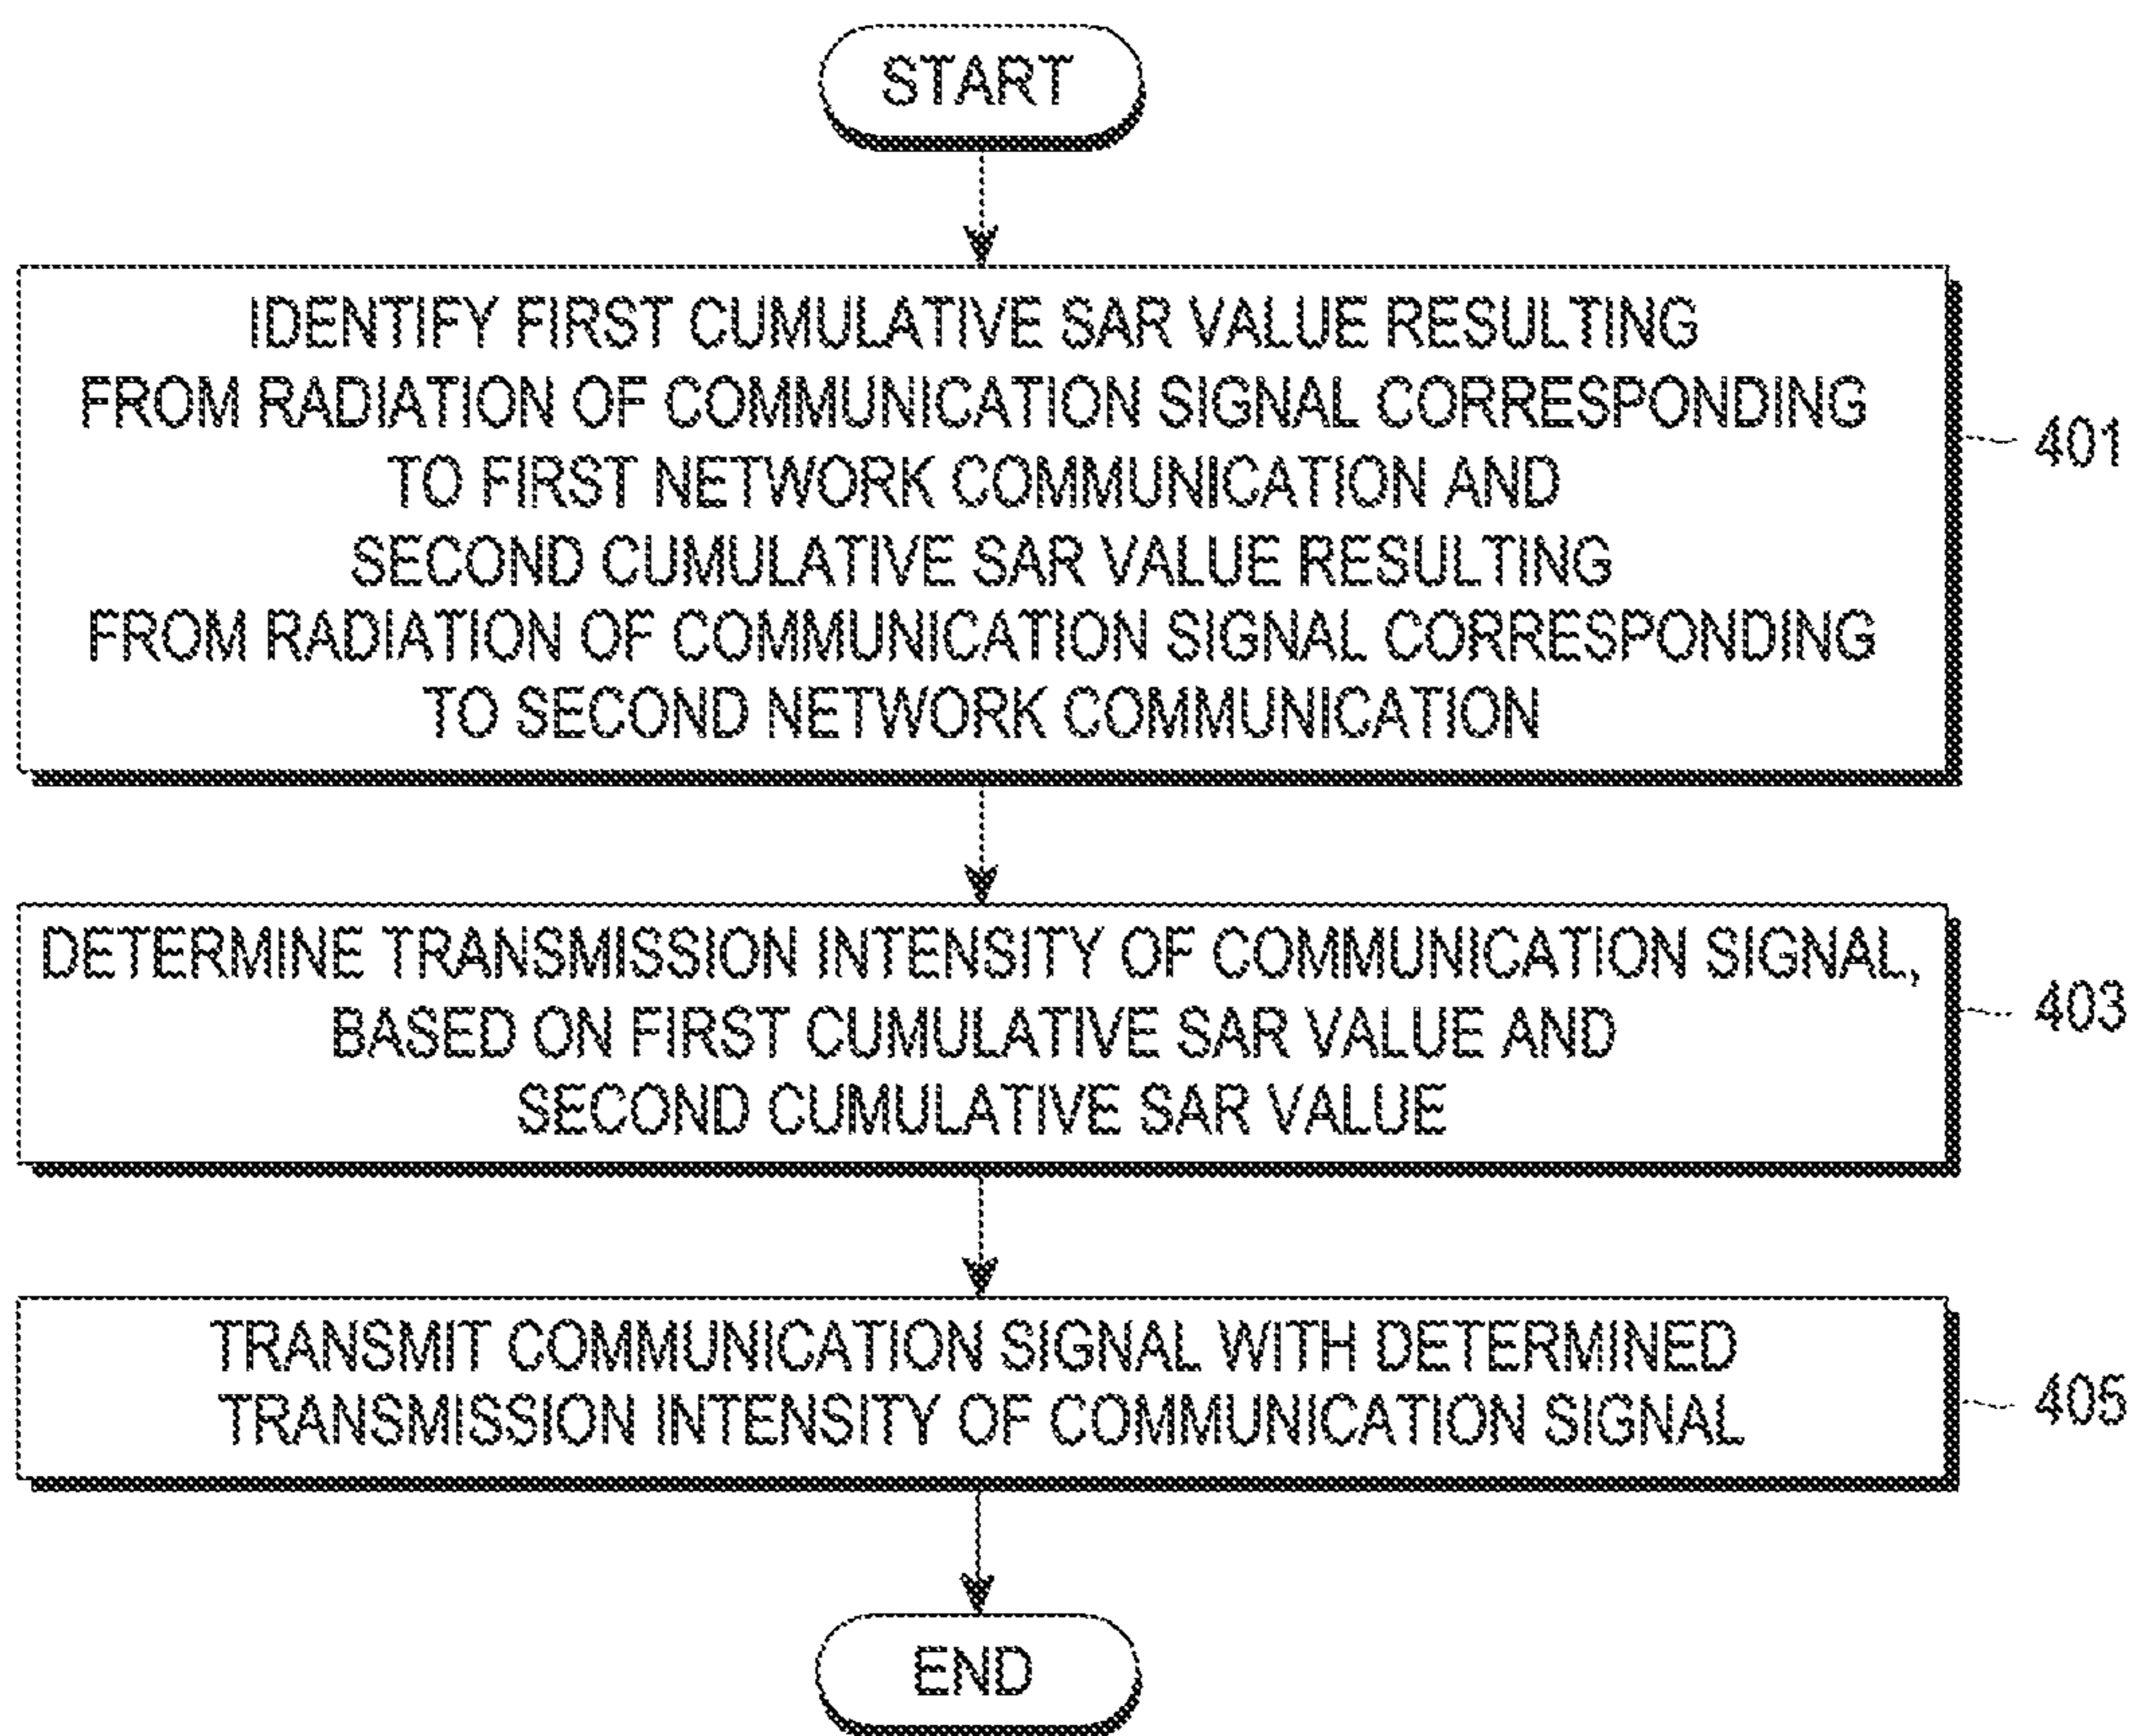 START
IDENTIFY FIRST CUMULATIVE SAR VALUE RESULTING
FROM RADIATION OF COMMUNICATION SIGNAL CORRESPONDING
TO FIRST NETWORK COMMUNICATION AND
SECOND CUMULATIVE SAR VALUE RESULTING
FROM RADIATION OF COMMUNICATION SIGNAL CORRESPONDING
TO SECOND NETWORK COMMUNICATION
401
DETERMINE TRANSMISSION INTENSITY OF COMMUNICATION SIGNAL,
BASED ON FIRST CUMULATIVE SAR VALUE AND
SECOND CUMULATIVE SAR VALUE
403
TRANSMIT COMMUNICATION SIGNAL WITH DETERMINED
TRANSMISSION INTENSITY OF COMMUNICATION SIGNAL
405
END